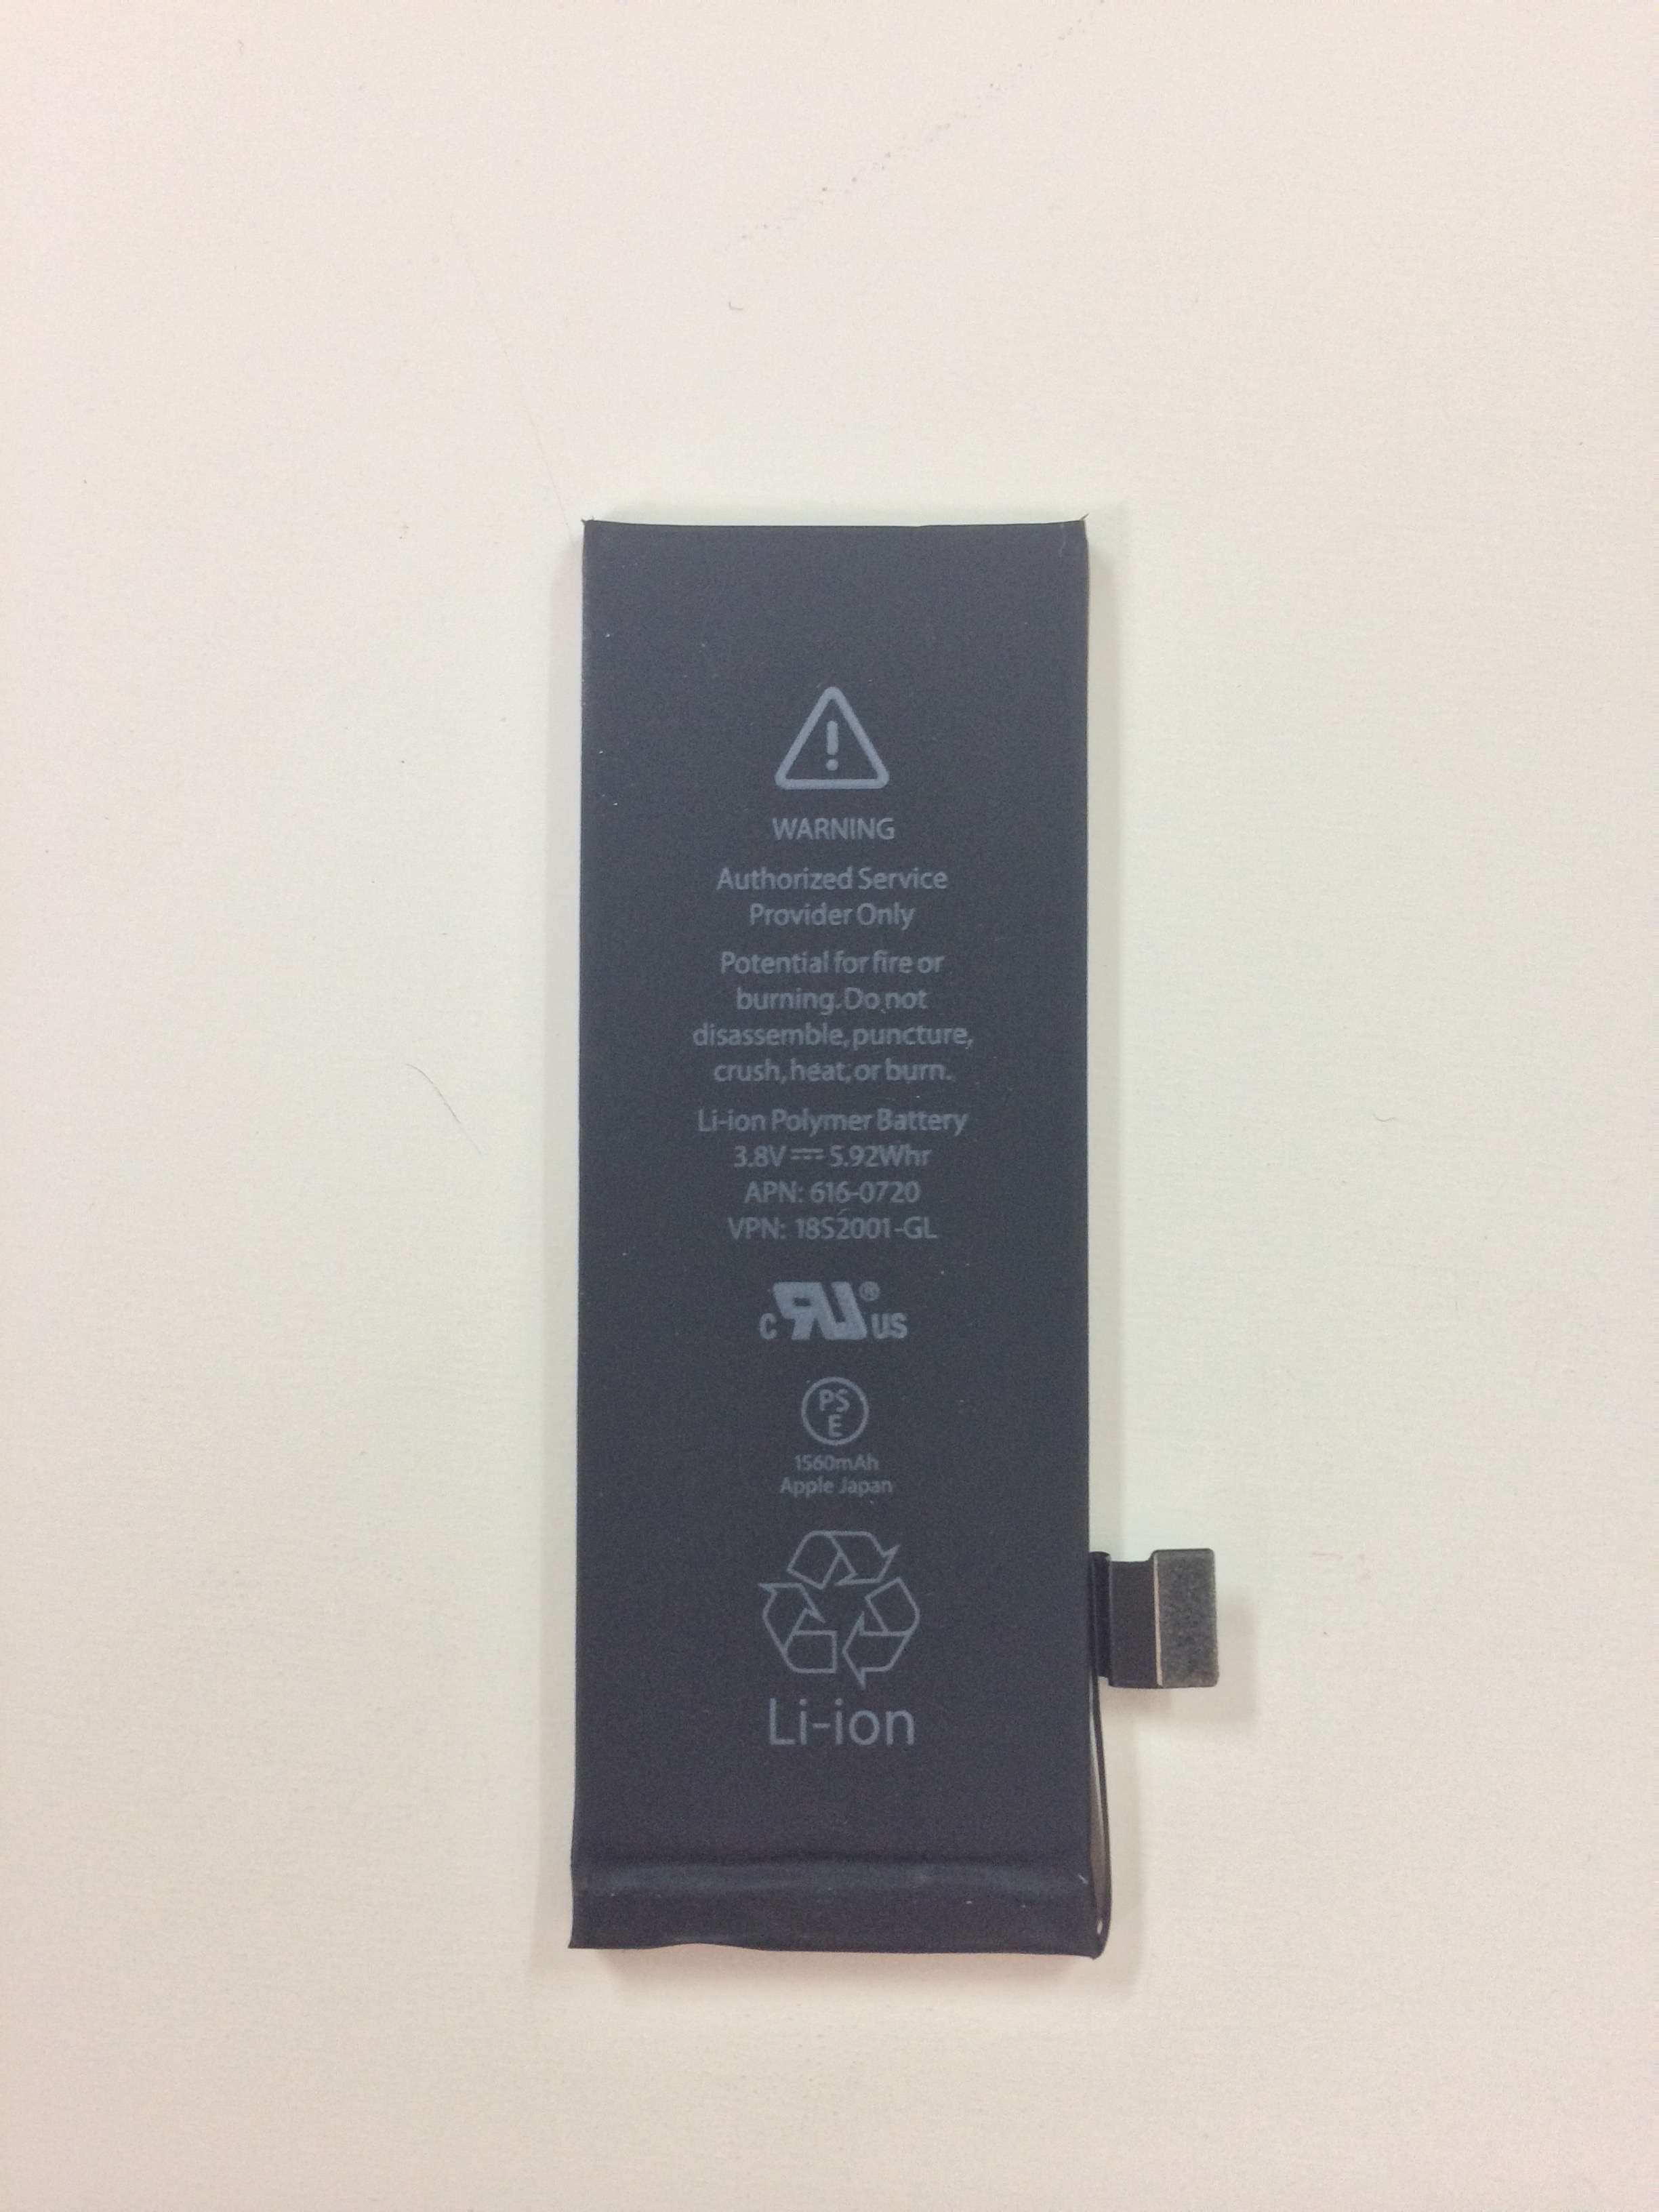 WARNING
Authorized Service
Provider Only
Potential for fire or
burning. Do not
disassemble, puncture,
crush, heat, or burn.
Li-ion Polymer Battery
3.8V ⎓ 5.92Whr
APN: 616-0720
VPN: 18S2001-GL
c RU ® US
PS
E
1560mAh
Apple Japan
Li-ion